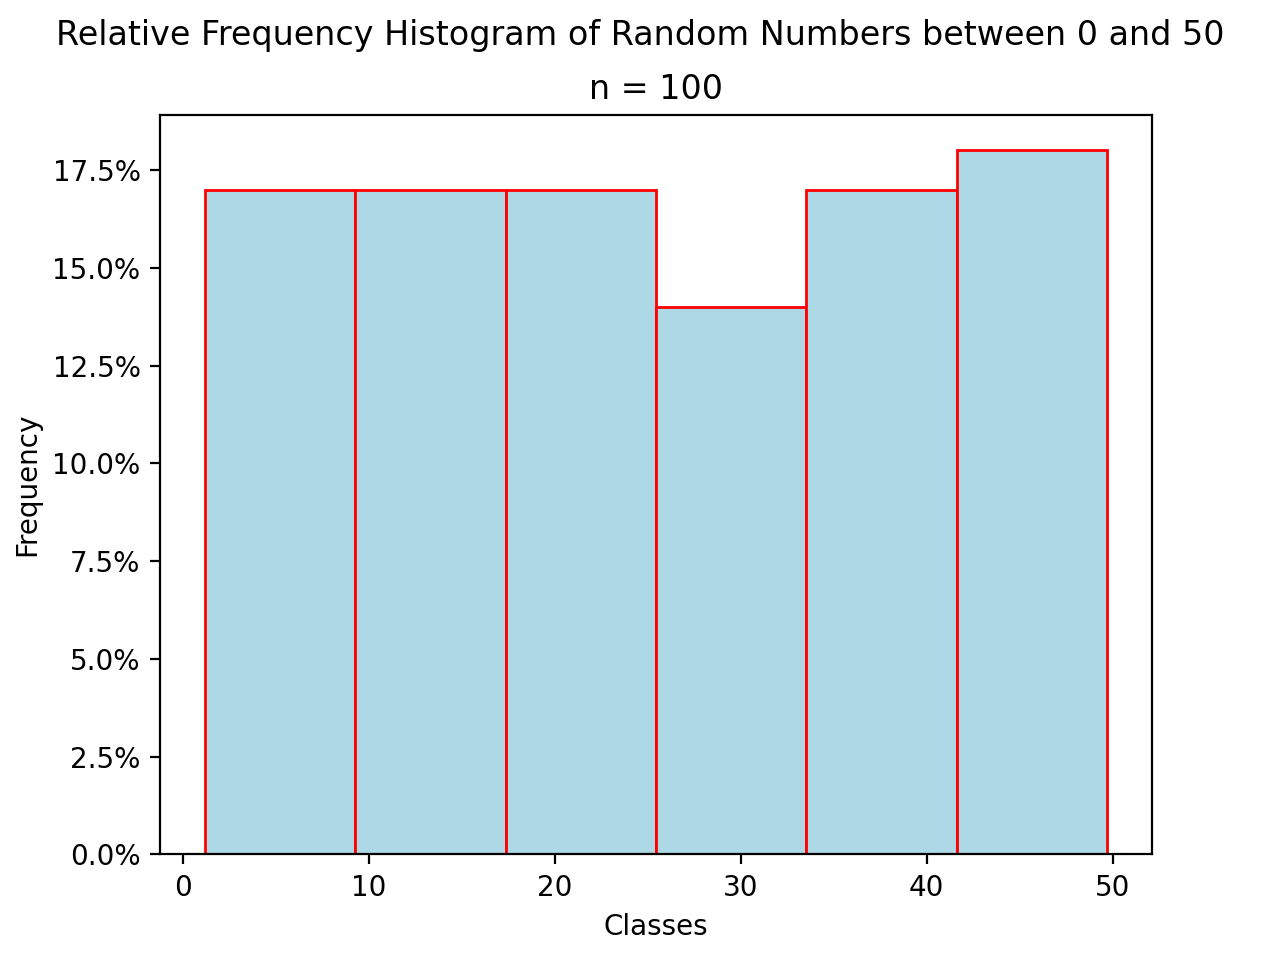 Relative Frequency Histogram of Random Numbers between 0 and 50
n = 100
17.5%
15.0%
12.5%
10.0%
7.5%
5.0%
2.5%
0.0%
Frequency
0 10 20 30 40 50
Classes